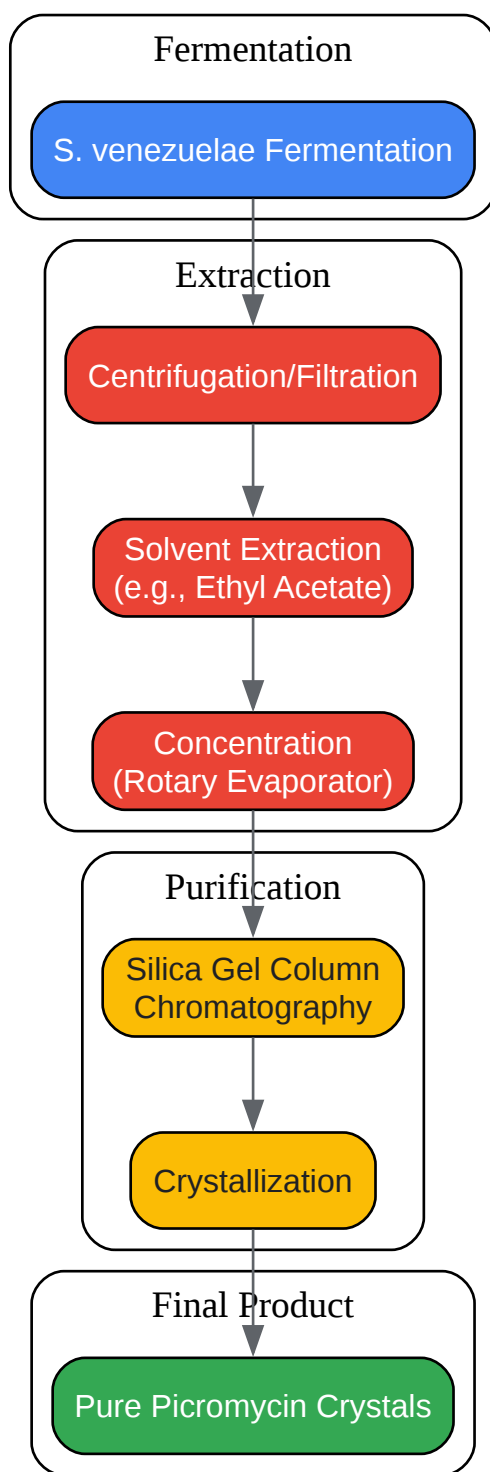 Fermentation
S. venezuelae Fermentation
Extraction
Centrifugation/Filtration
Solvent Extraction
(e.g., Ethyl Acetate)
Concentration
(Rotary Evaporator)
Purification
Silica Gel Column
Chromatography
Crystallization
Final Product
Pure Picromycin Crystals